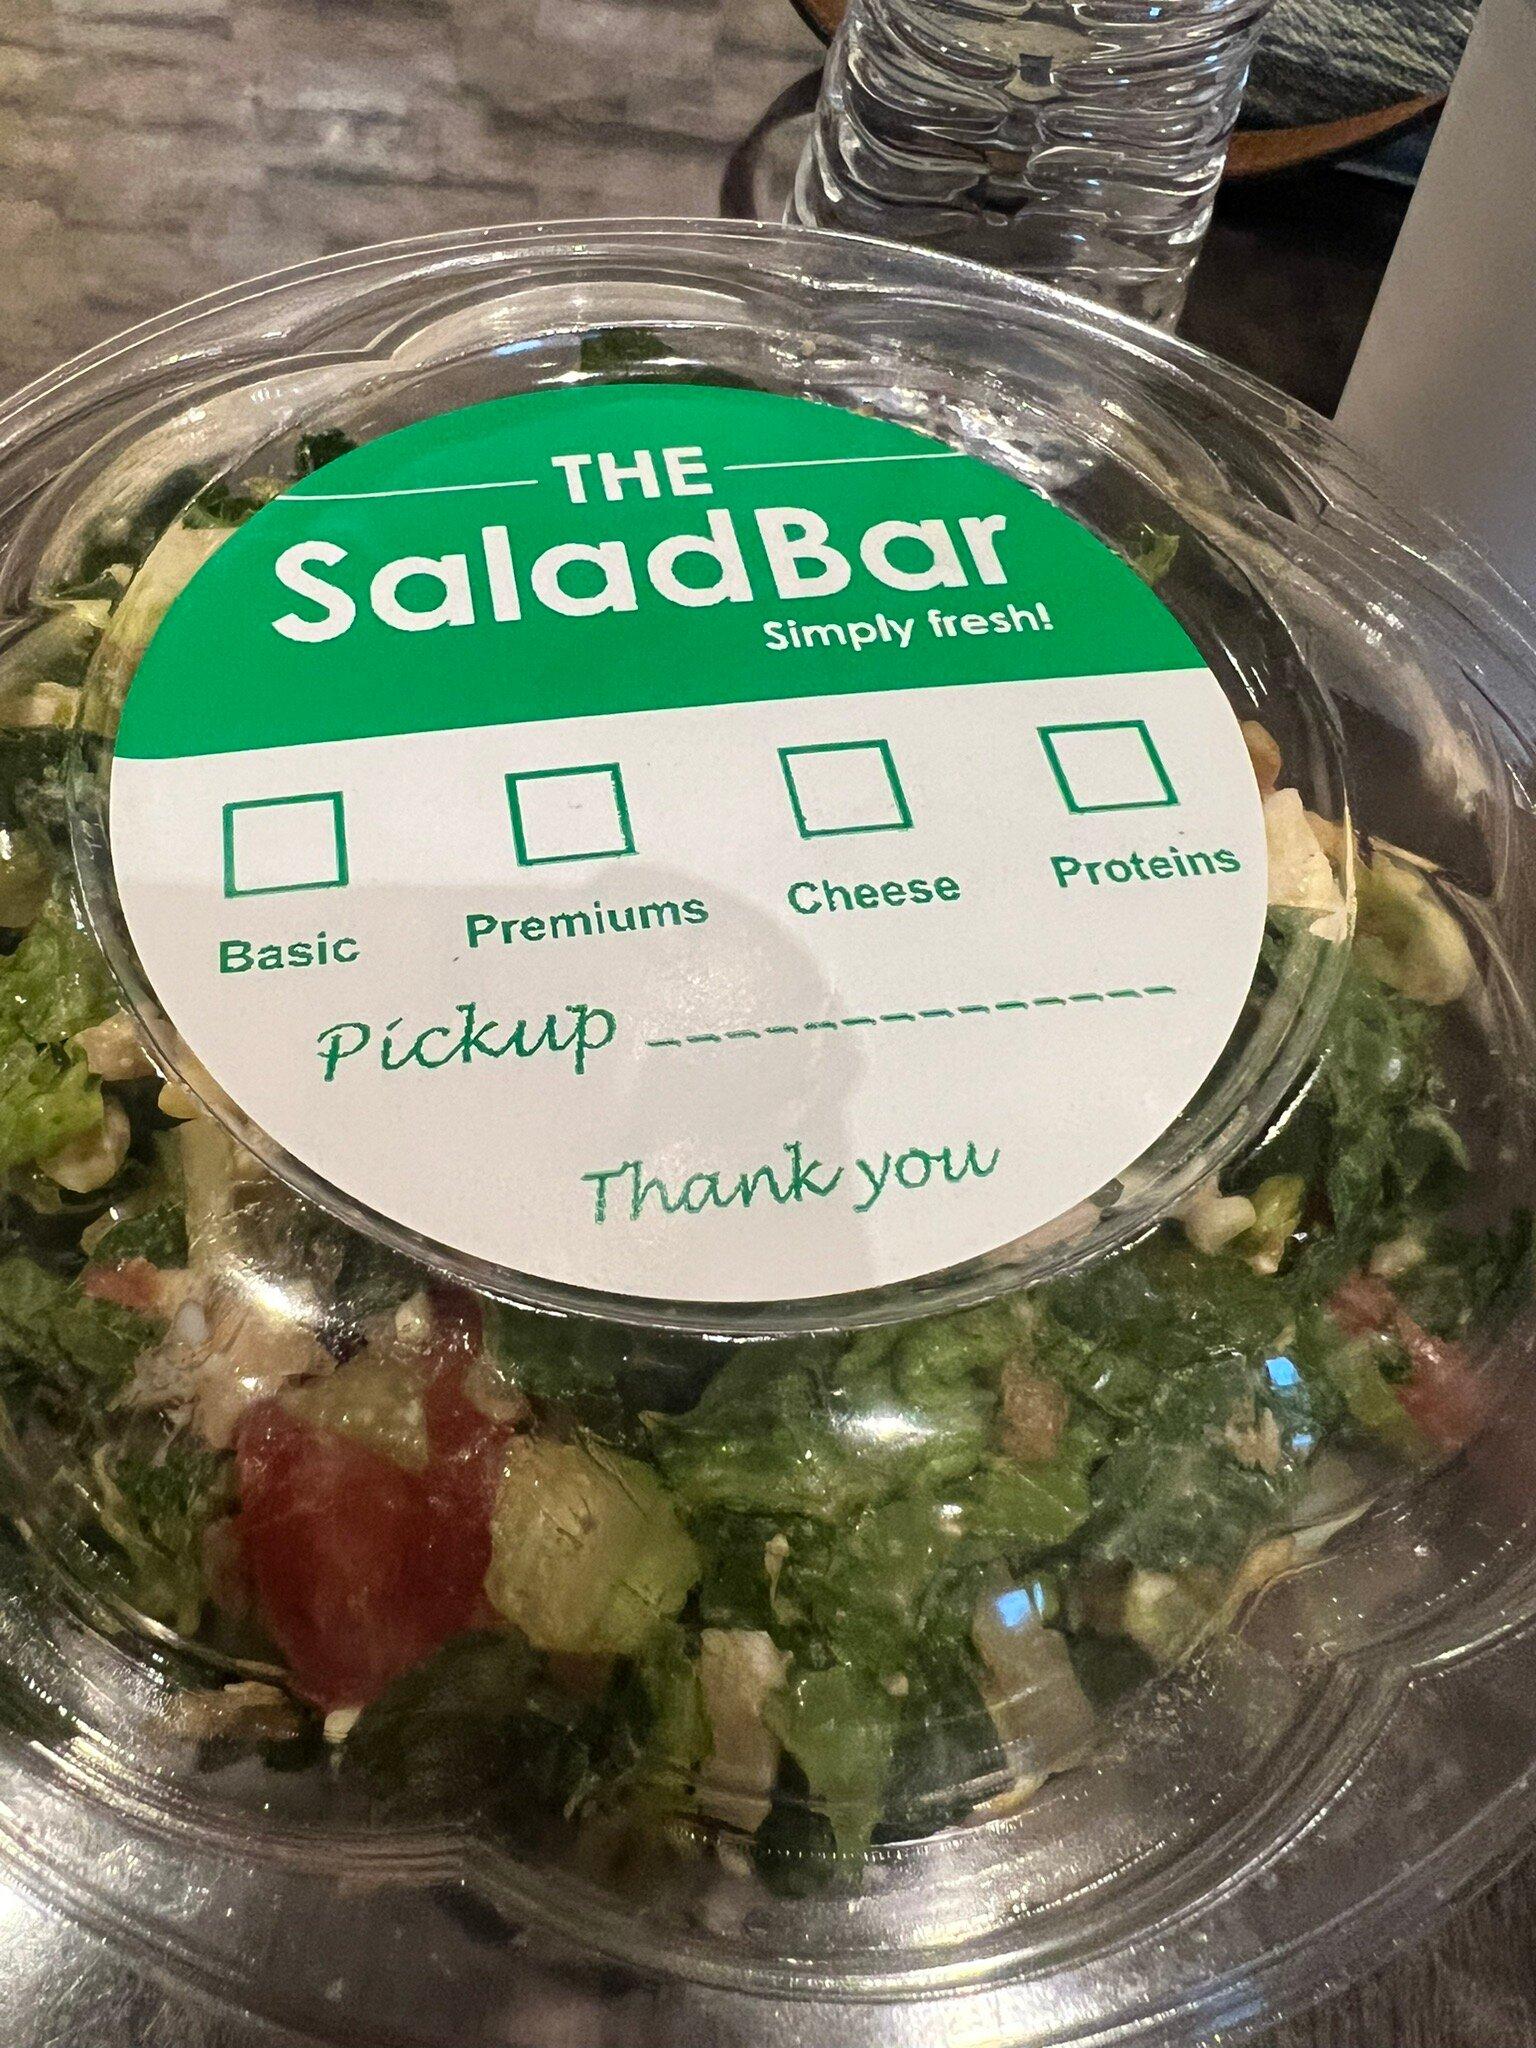 THE
SaladBar
Simply fresh!
Basic Premiums Cheese Proteins
Pickup _ _ _ _ _ _ _ _ _ _ _ _ _ _
Thank you